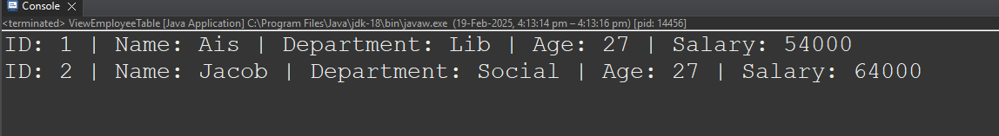 Console
<terminated> ViewEmployeeTable [Java Application] C:\Program Files\Java\jdk-18\bin\javaw.exe (19-Feb-2025, 4:13:14 pm – 4:13:16 pm) [pid: 14456]
ID: 1 | Name: Ais | Department: Lib | Age: 27 | Salary: 54000
ID: 2 | Name: Jacob | Department: Social | Age: 27 | Salary: 64000